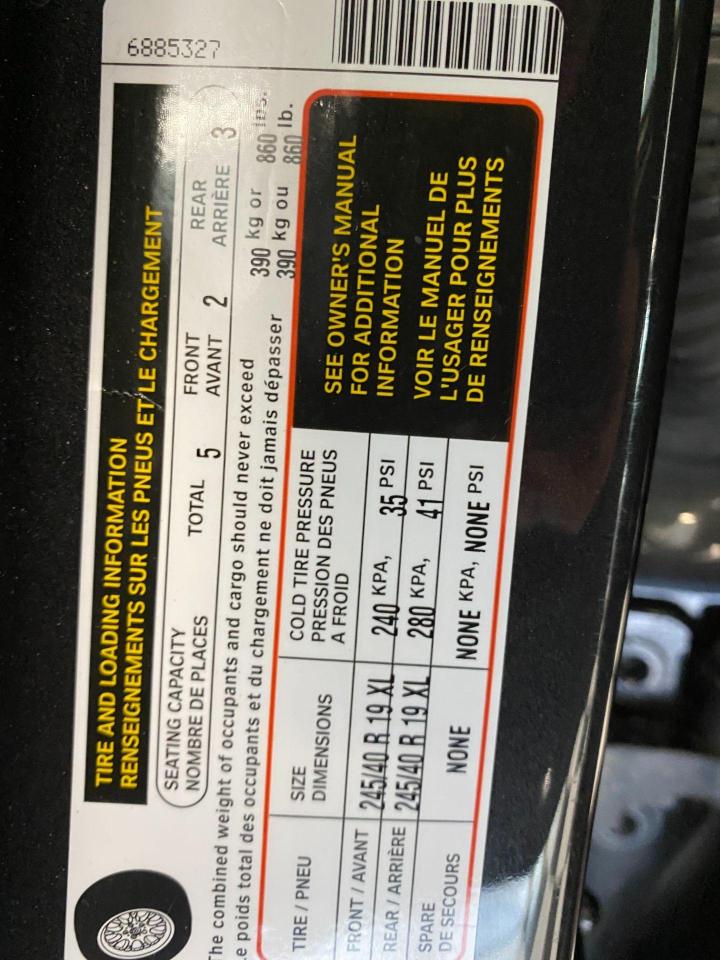 6885327
TIRE AND LOADING INFORMATION
RENSEIGNEMENTS SUR LES PNEUS ET LE CHARGEMENT
SEATING CAPACITY
NOMBRE DE PLACES
TOTAL 5
FRONT
AVANT 2
REAR
ARRIÈRE 3
The combined weight of occupants and cargo should never exceed 390 kg or 860 lbs.
Le poids total des occupants et du chargement ne doit jamais dépasser 390 kg ou 860 lb.
TIRE / PNEU
SIZE
DIMENSIONS
COLD TIRE PRESSURE
PRESSION DES PNEUS
A FROID
FRONT / AVANT 245/40 R 19 XL 240 KPA, 35 PSI
REAR / ARRIÈRE 245/40 R 19 XL 280 KPA, 41 PSI
SPARE
DE SECOURS
NONE NONE KPA, NONE PSI
SEE OWNER'S MANUAL
FOR ADDITIONAL
INFORMATION
VOIR LE MANUEL DE
L'USAGER POUR PLUS
DE RENSEIGNEMENTS